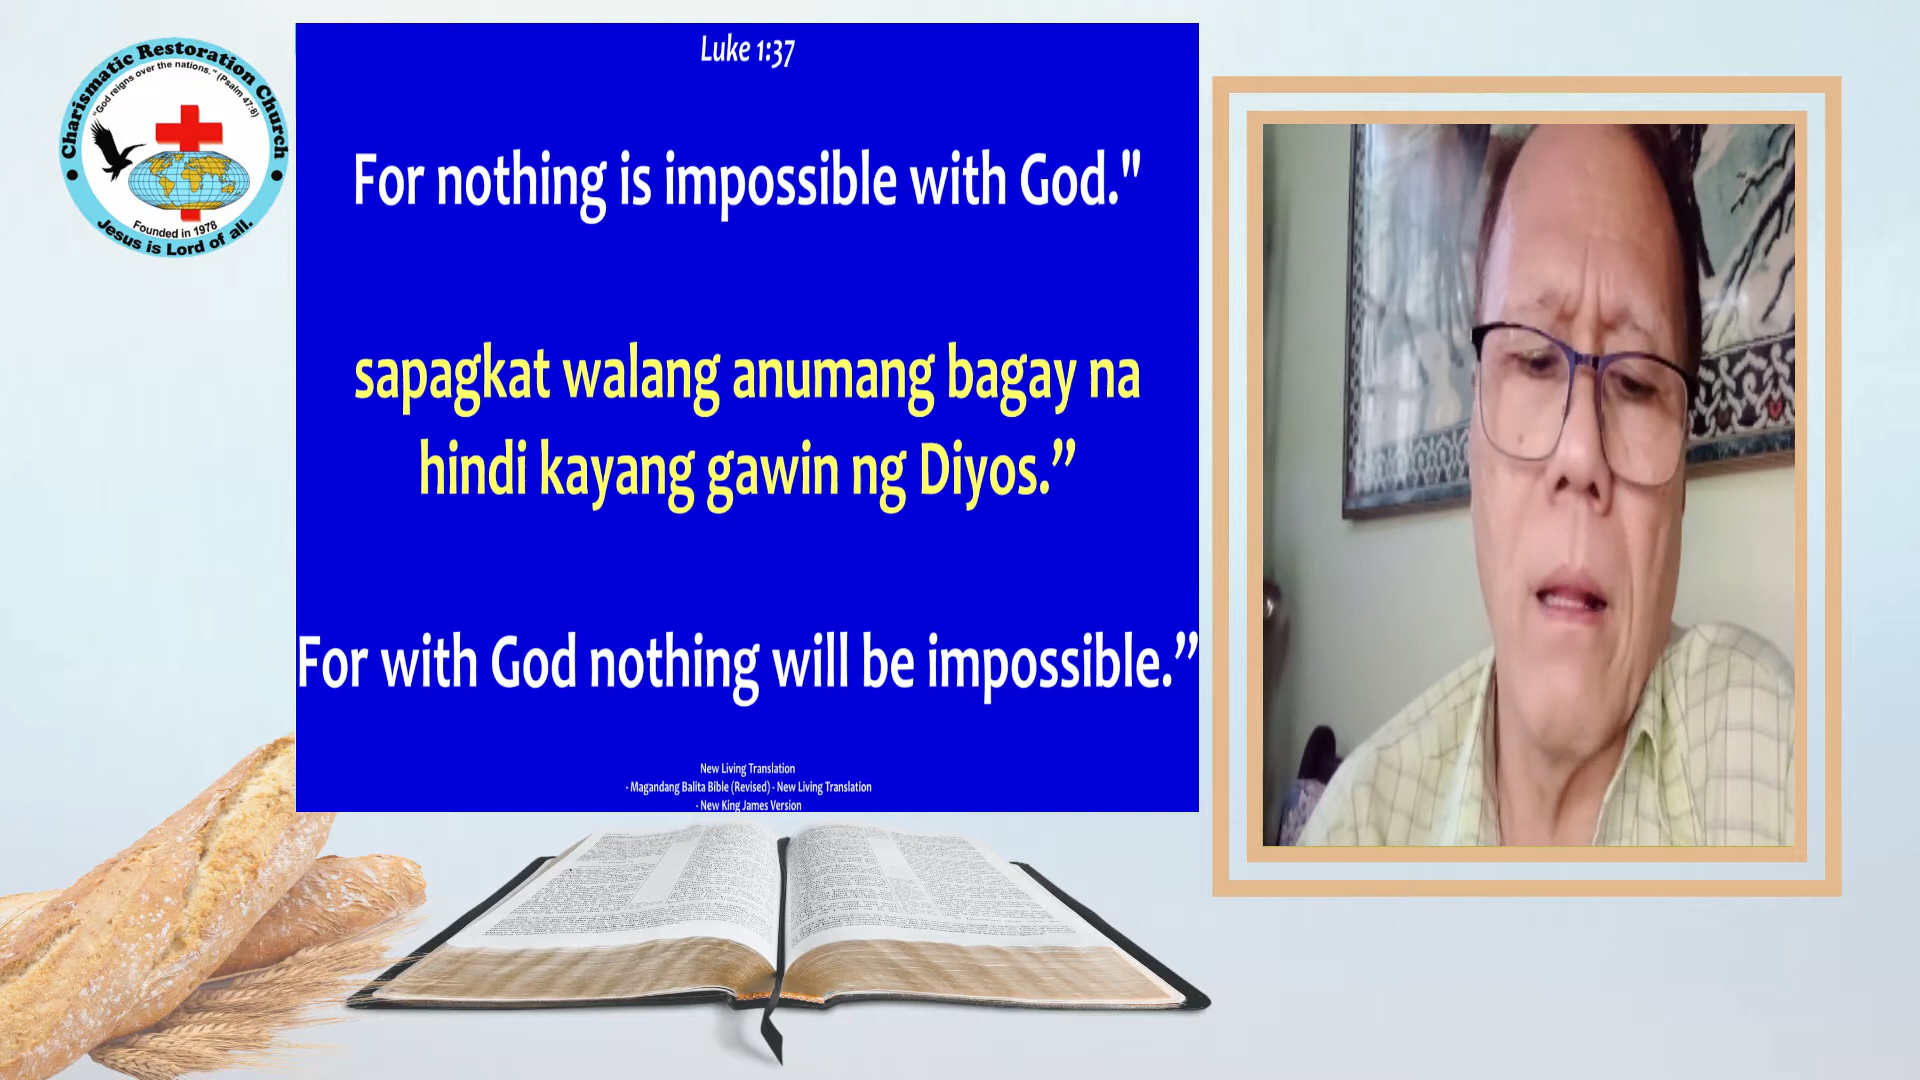 Charismatic Restoration Church
"God reigns over the nations." (Psalm 47:8)
Founded in 1978
Jesus is Lord of all.
Luke 1:37
For nothing is impossible with God."
sapagkat walang anumang bagay na
hindi kayang gawin ng Diyos.”
For with God nothing will be impossible.”
New Living Translation
- Magandang Balita Bible (Revised) - New Living Translation
- New King James Version